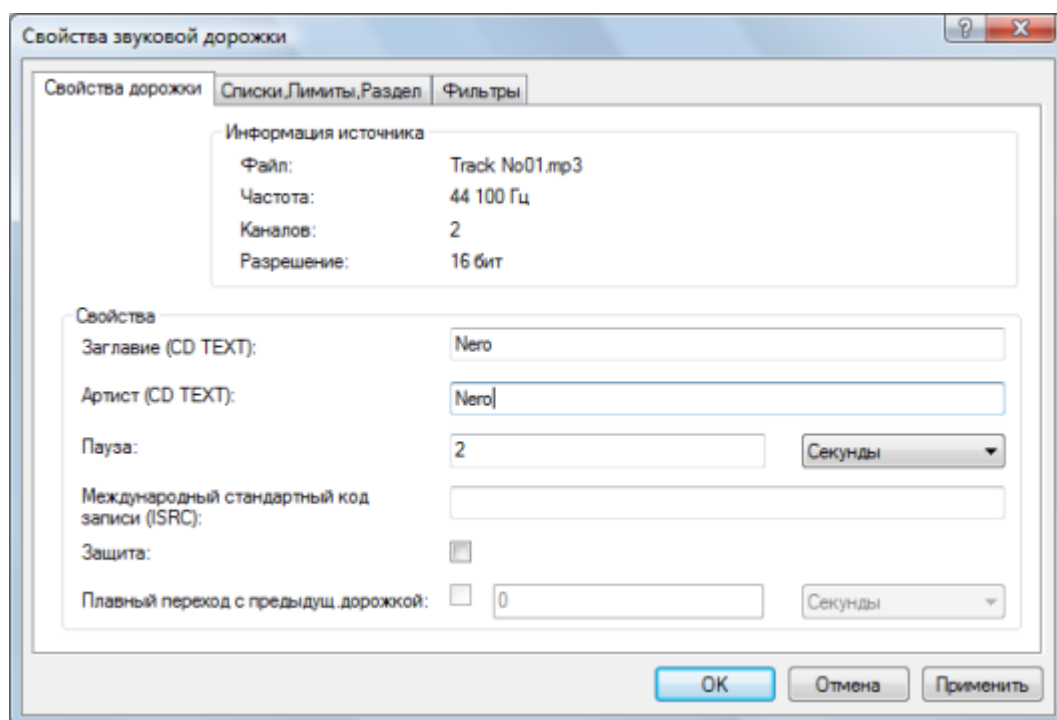 Свойства звуковой дорожки
Свойства дорожки Списки,Лимиты,Раздел Фильтры
Информация источника
Файл: Track No01.mp3
Частота: 44 100 Гц
Каналов: 2
Разрешение: 16 бит
Свойства
Заглавие (CD TEXT): Nero
Артист (CD TEXT): Nero
Пауза: 2 Секунды
Международный стандартный код
записи (ISRC):
Защита:
Плавный переход с предыдущ.дорожкой: 0 Секунды
OK Отмена Применить